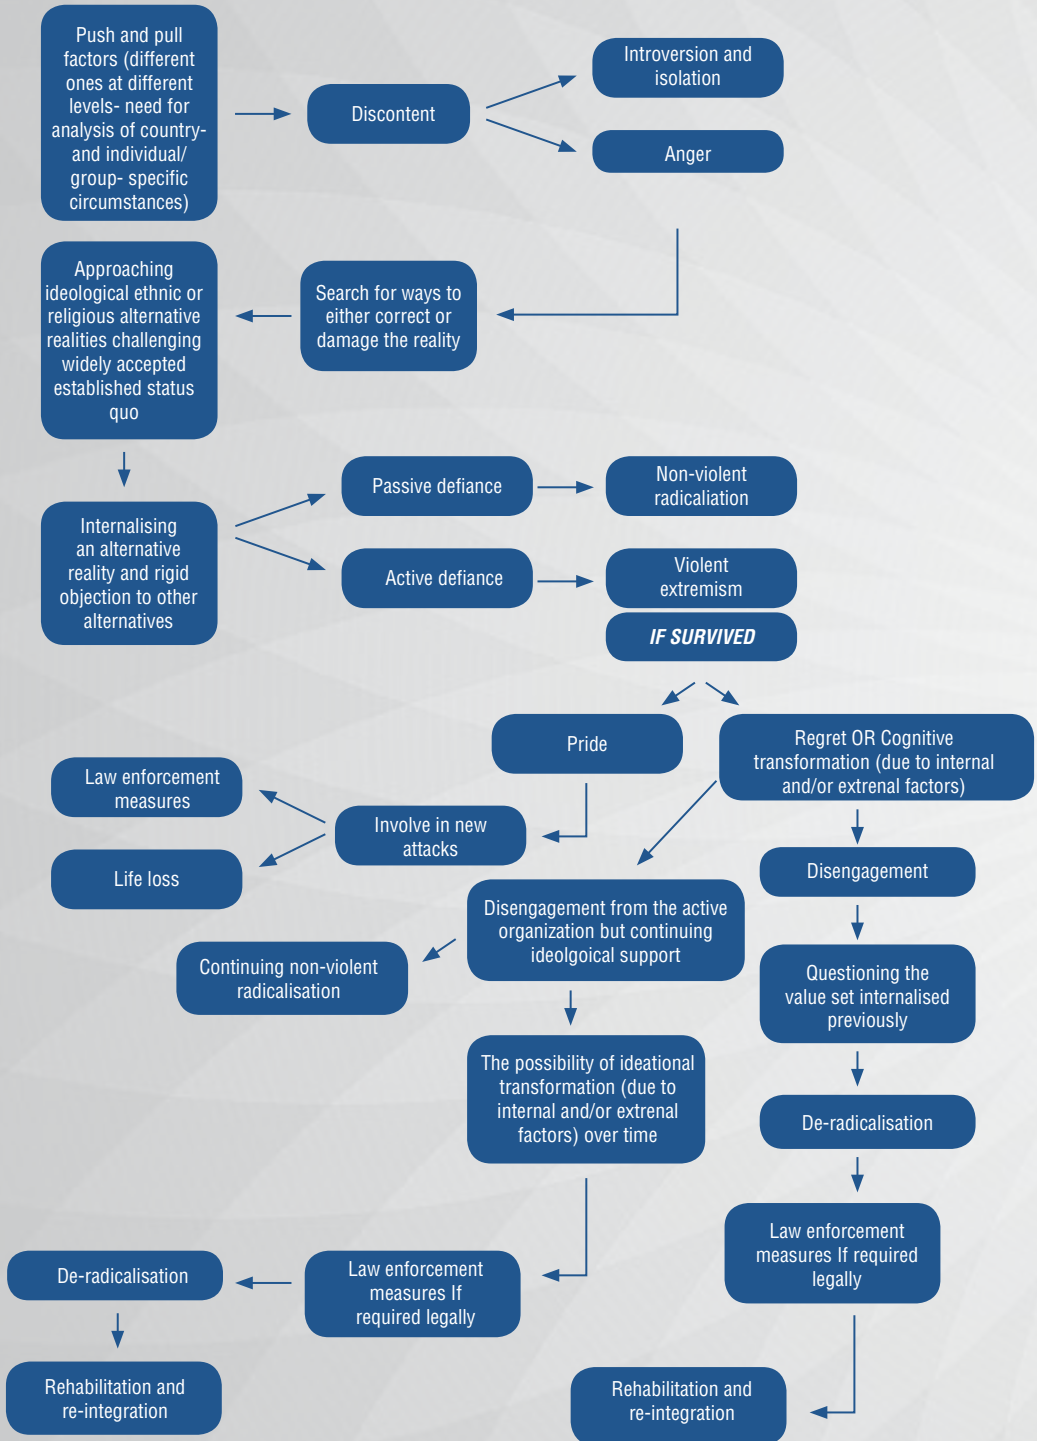 Push and pull
factors (different
ones at different
levels- need for
analysis of country-
and individual/
group- specific
circumstances)
Discontent
Introversion and
isolation
Anger
Search for ways to
either correct or
damage the reality
Approaching
ideological ethnic or
religious alternative
realities challenging
widely accepted
established status
quo
Internalising
an alternative
reality and rigid
objection to other
alternatives
Passive defiance
Non-violent
radicaliation
Active defiance
Violent
extremism
IF SURVIVED
Pride
Regret OR Cognitive
transformation (due to internal
and/or extrenal factors)
Involve in new
attacks
Law enforcement
measures
Life loss
Disengagement from the active
organization but continuing
ideolgoical support
Continuing non-violent
radicalisation
The possibility of ideational
transformation (due to
internal and/or extrenal
factors) over time
Law enforcement
measures If
required legally
De-radicalisation
Rehabilitation and
re-integration
Disengagement
Questioning the
value set internalised
previously
De-radicalisation
Law enforcement
measures If required
legally
Rehabilitation and
re-integration